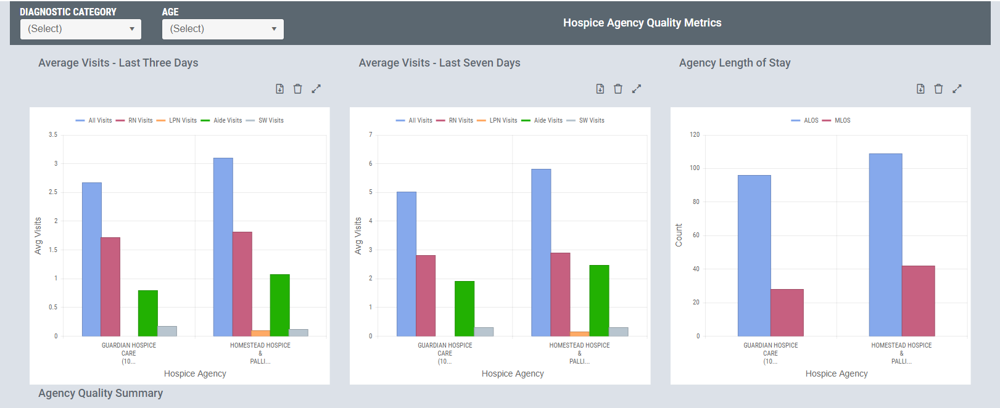 DIAGNOSTIC CATEGORY
AGE
(Select)
(Select)
Hospice Agency Quality Metrics
Average Visits - Last Three Days
All Visits RN Visits LPN Visits Aide Visits SW Visits
3.5
3
2.5
2
1.5
1
0.5
0
Avg Visits
GUARDIAN HOSPICE
CARE
(10...
HOMESTEAD HOSPICE
&
PALLI...
Hospice Agency
Average Visits - Last Seven Days
All Visits RN Visits LPN Visits Aide Visits SW Visits
7
6
5
4
3
2
1
0
Avg Visits
GUARDIAN HOSPICE
CARE
(10...
HOMESTEAD HOSPICE
&
PALLI...
Hospice Agency
Agency Length of Stay
ALOS MLOS
120
100
80
60
40
20
0
Count
GUARDIAN HOSPICE
CARE
(10...
HOMESTEAD HOSPICE
&
PALLI...
Hospice Agency
Agency Quality Summary